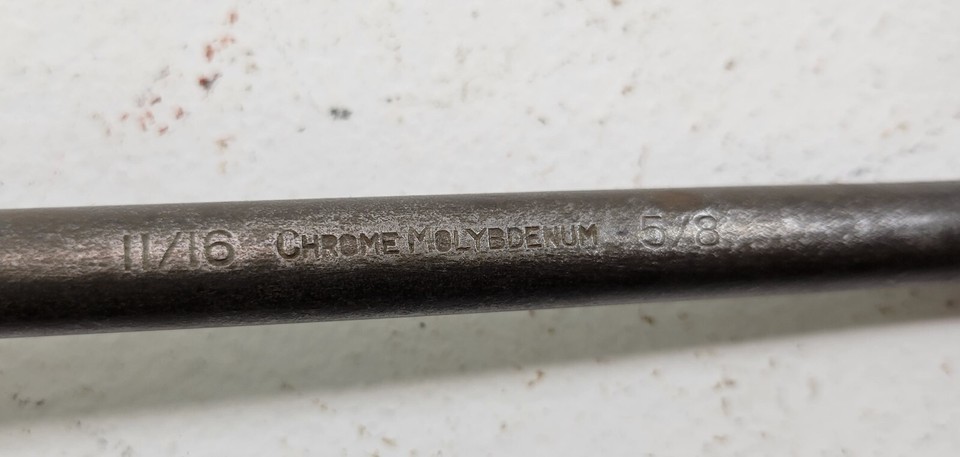 11/16 CHROME MOLYBDENUM 5/8